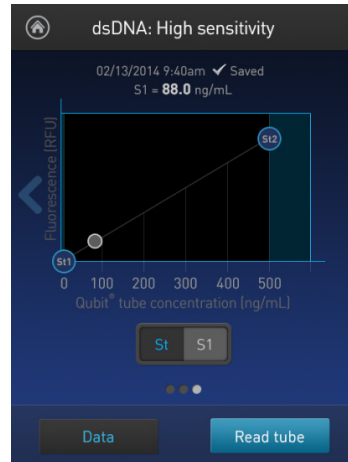 dsDNA: High sensitivity
02/13/2014 9:40am ✓ Saved
S1 = 88.0 ng/mL
Fluorescence (RFU)
St2
St1
0 100 200 300 400 500
Qubit® tube concentration (ng/mL)
St S1
Data Read tube